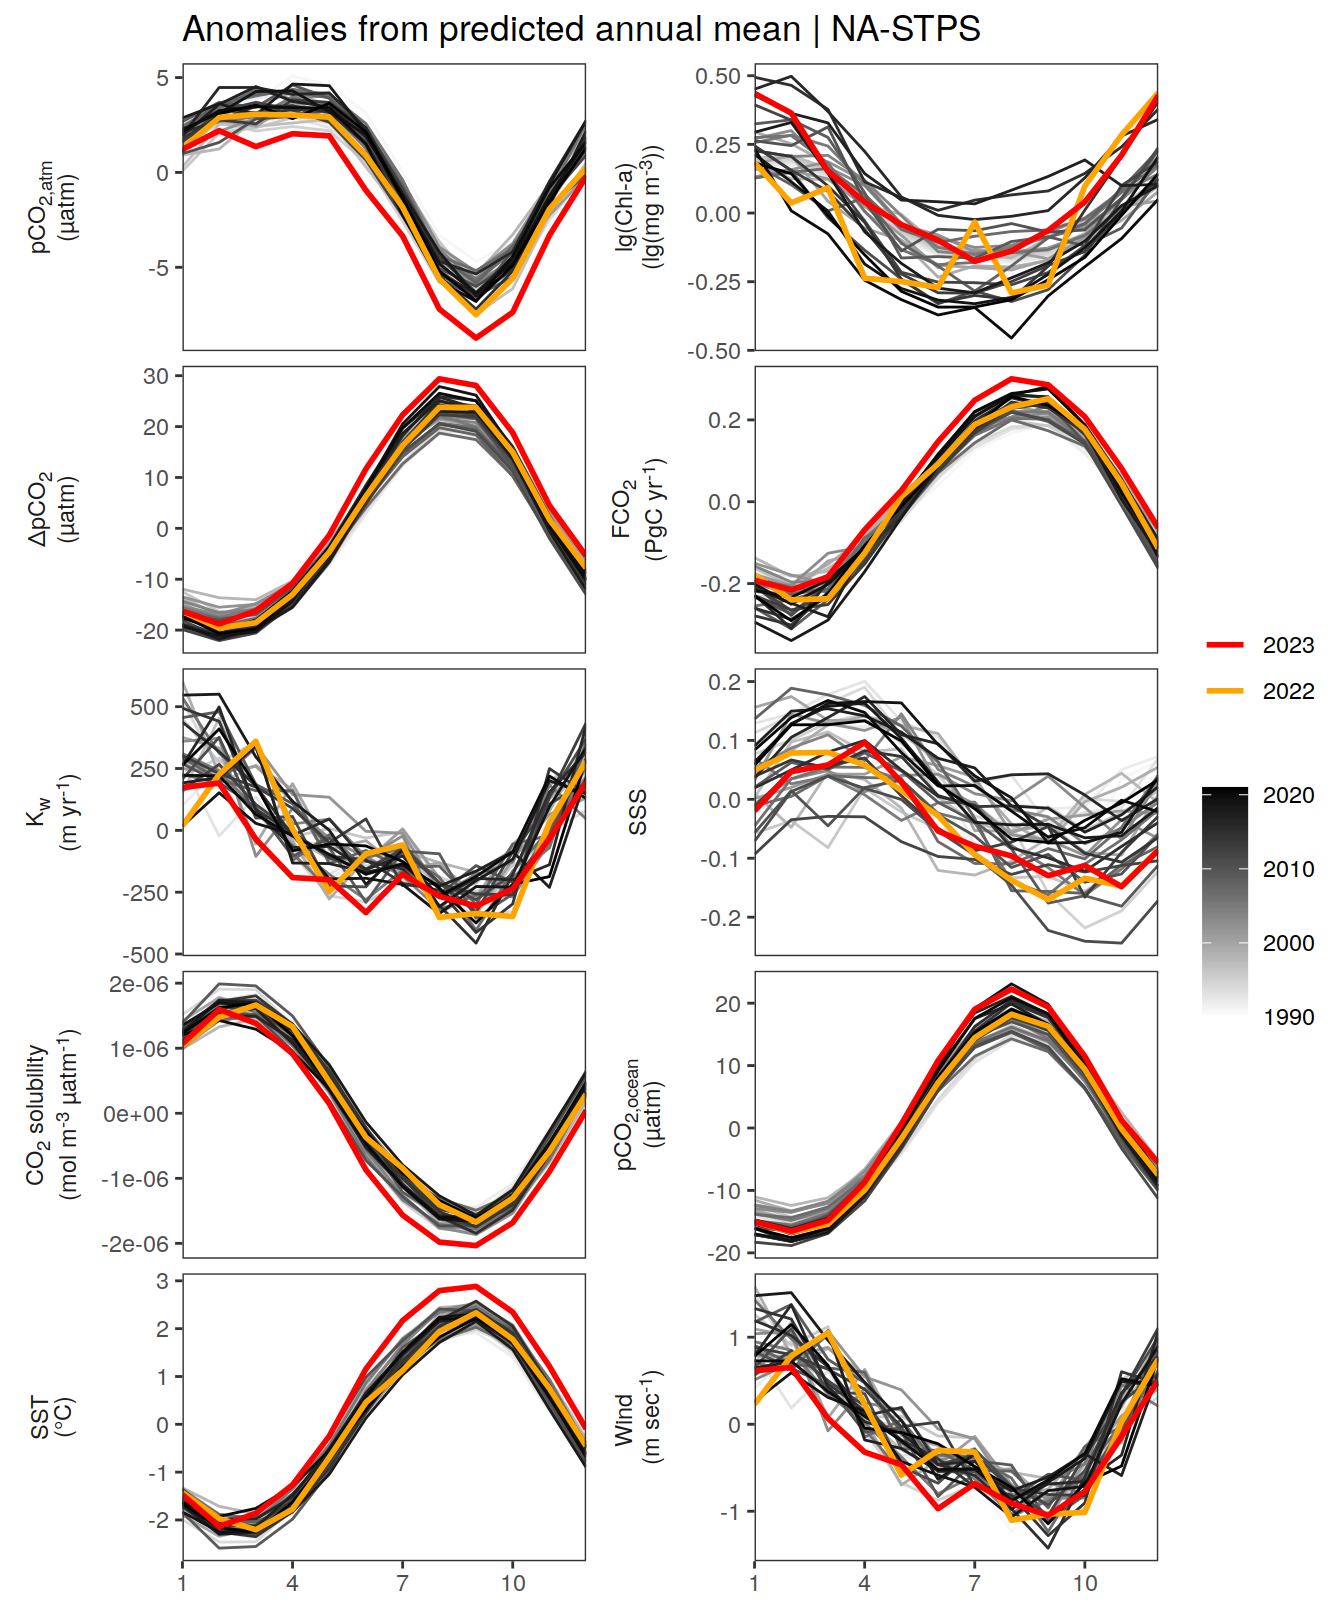 Anomalies from predicted annual mean | NA-STPS
pCO2,atm
(µatm)
5
0
-5
lg(Chl-a)
(lg(mg m-3))
0.50
0.25
0.00
-0.25
-0.50
ΔpCO2
(µatm)
30
20
10
0
-10
-20
FCO2
(PgC yr-1)
0.2
0.0
-0.2
Kw
(m yr-1)
500
250
0
-250
-500
SSS
0.2
0.1
0.0
-0.1
-0.2
CO2 solubility
(mol m-3 µatm-1)
2e-06
1e-06
0e+00
-1e-06
-2e-06
pCO2,ocean
(µatm)
20
10
0
-10
-20
SST
(°C)
3
2
1
0
-1
-2
1 4 7 10
Wind
(m sec-1)
1
0
-1
1 4 7 10
2023
2022
2020
2010
2000
1990